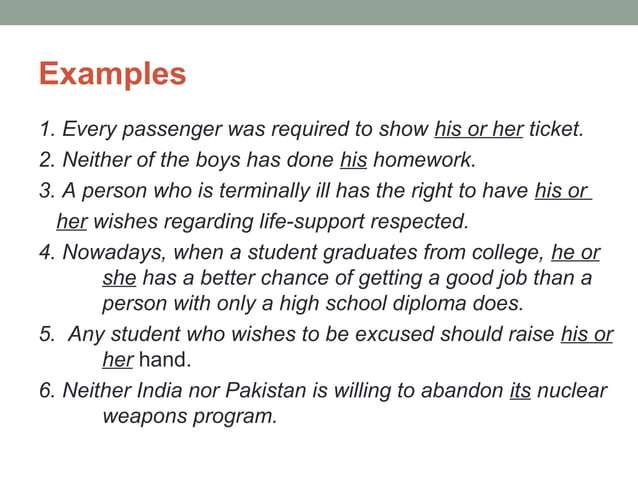 Examples
1. Every passenger was required to show his or her ticket.
2. Neither of the boys has done his homework.
3. A person who is terminally ill has the right to have his or
her wishes regarding life-support respected.
4. Nowadays, when a student graduates from college, he or
she has a better chance of getting a good job than a
person with only a high school diploma does.
5. Any student who wishes to be excused should raise his or
her hand.
6. Neither India nor Pakistan is willing to abandon its nuclear
weapons program.